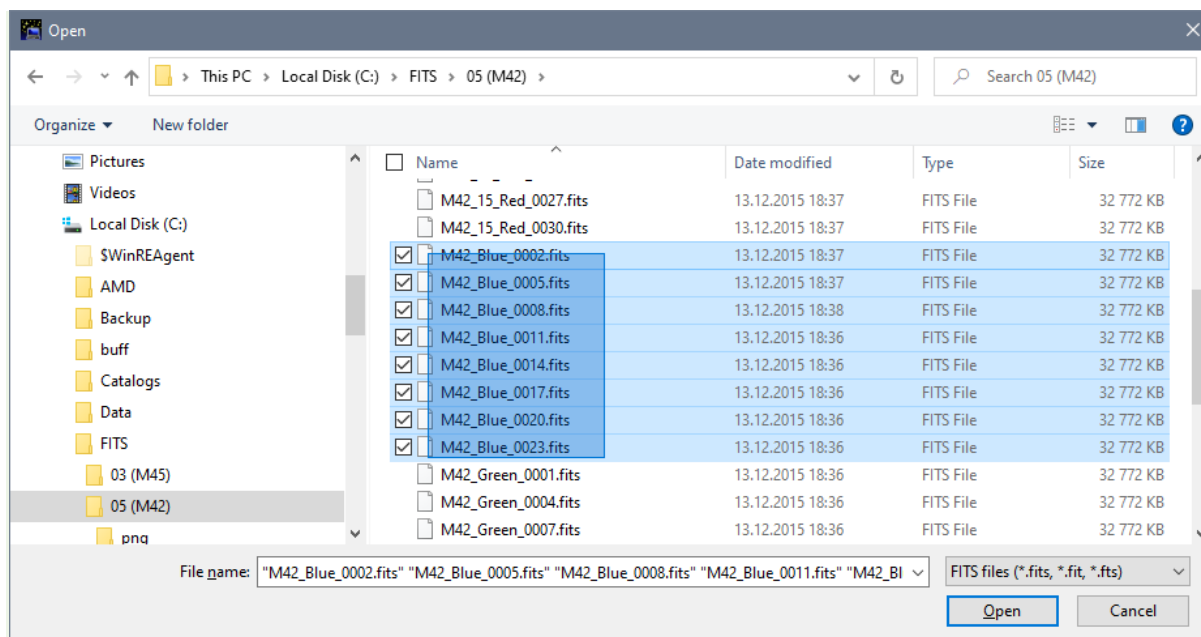 Open
This PC > Local Disk (C:) > FITS > 05 (M42) >
Search 05 (M42)
Organize
New folder
Pictures
Videos
Local Disk (C:)
$WinREAgent
AMD
Backup
buff
Catalogs
Data
FITS
03 (M45)
05 (M42)
png
Name Date modified Type Size
M42_15_Red_0027.fits 13.12.2015 18:37 FITS File 32 772 KB
M42_15_Red_0030.fits 13.12.2015 18:37 FITS File 32 772 KB
M42_Blue_0002.fits 13.12.2015 18:37 FITS File 32 772 KB
M42_Blue_0005.fits 13.12.2015 18:37 FITS File 32 772 KB
M42_Blue_0008.fits 13.12.2015 18:38 FITS File 32 772 KB
M42_Blue_0011.fits 13.12.2015 18:36 FITS File 32 772 KB
M42_Blue_0014.fits 13.12.2015 18:36 FITS File 32 772 KB
M42_Blue_0017.fits 13.12.2015 18:36 FITS File 32 772 KB
M42_Blue_0020.fits 13.12.2015 18:36 FITS File 32 772 KB
M42_Blue_0023.fits 13.12.2015 18:36 FITS File 32 772 KB
M42_Green_0001.fits 13.12.2015 18:36 FITS File 32 772 KB
M42_Green_0004.fits 13.12.2015 18:36 FITS File 32 772 KB
M42_Green_0007.fits 13.12.2015 18:36 FITS File 32 772 KB
File name: "M42_Blue_0002.fits" "M42_Blue_0005.fits" "M42_Blue_0008.fits" "M42_Blue_0011.fits" "M42_Bl
FITS files (*.fits, *.fit, *.fts)
Open
Cancel